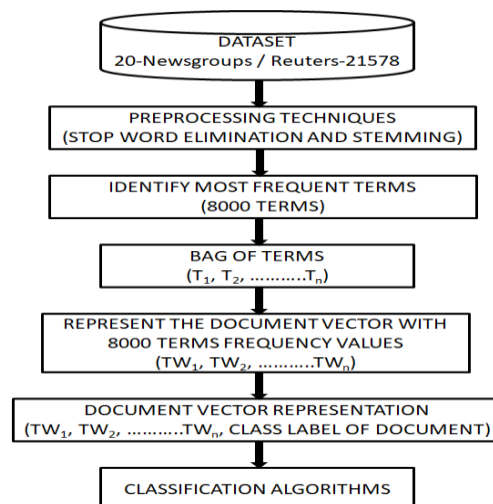 DATASET
20-Newsgroups / Reuters-21578
PREPROCESSING TECHNIQUES
(STOP WORD ELIMINATION AND STEMMING)
IDENTIFY MOST FREQUENT TERMS
(8000 TERMS)
BAG OF TERMS
(T₁, T₂, ………..Tₙ)
REPRESENT THE DOCUMENT VECTOR WITH
8000 TERMS FREQUENCY VALUES
(TW₁, TW₂, ………..TWₙ)
DOCUMENT VECTOR REPRESENTATION
(TW₁, TW₂, ………..TWₙ, CLASS LABEL OF DOCUMENT)
CLASSIFICATION ALGORITHMS